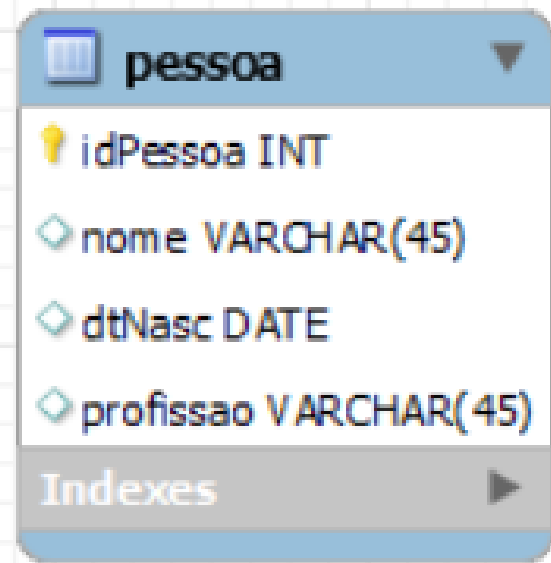 pessoa
idPessoa INT
nome VARCHAR(45)
dtNasc DATE
profissao VARCHAR(45)
Indexes